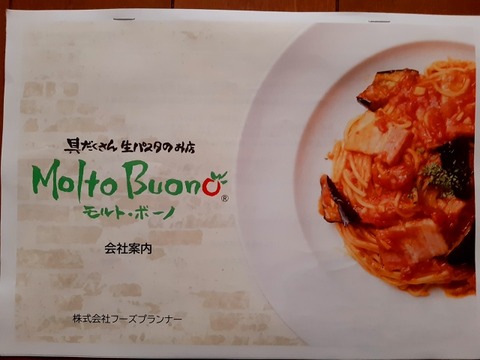 具だくさん 生パスタのお店
Molto Buono®
モルト・ボーノ
会社案内
株式会社フーズプランナー